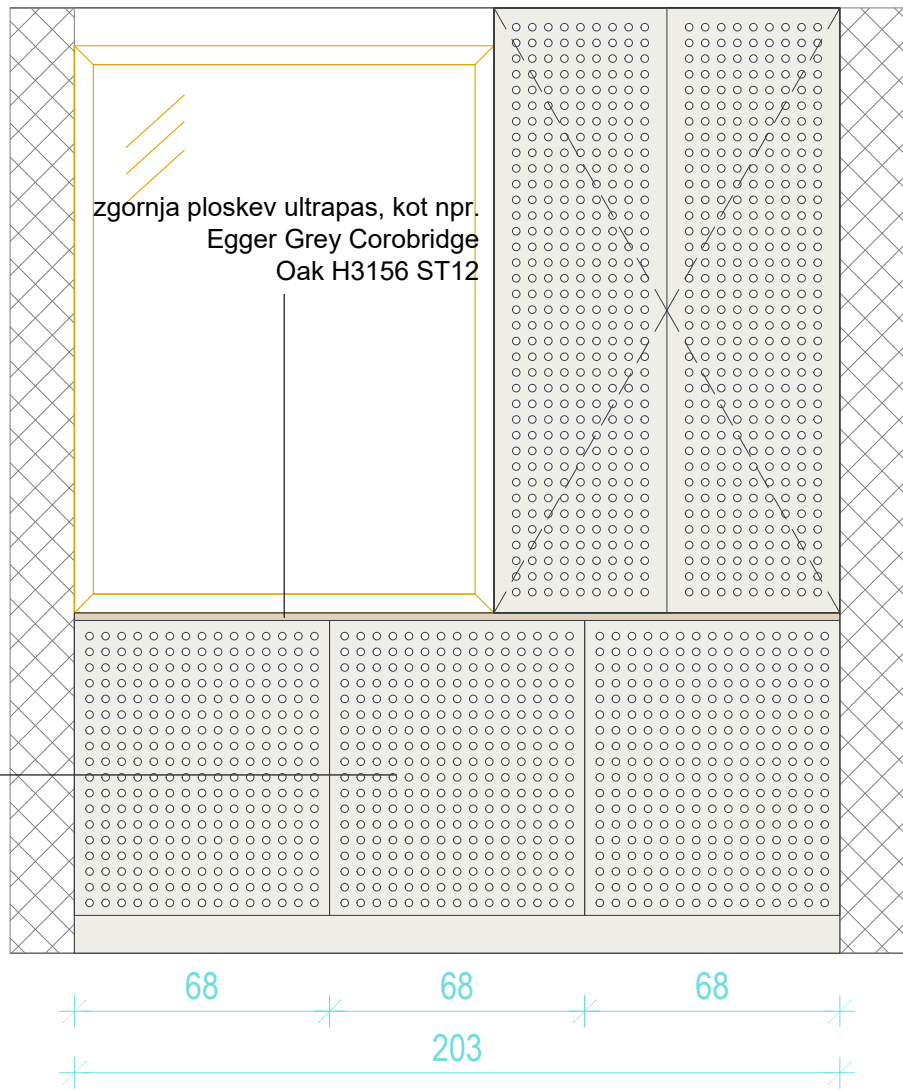 zgornja ploskev ultrapas, kot npr.
Egger Grey Corobridge
Oak H3156 ST12
68 68 68
203